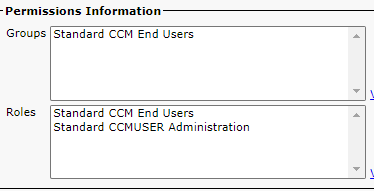 Permissions Information
Groups
Standard CCM End Users
Roles
Standard CCM End Users
Standard CCMUSER Administration